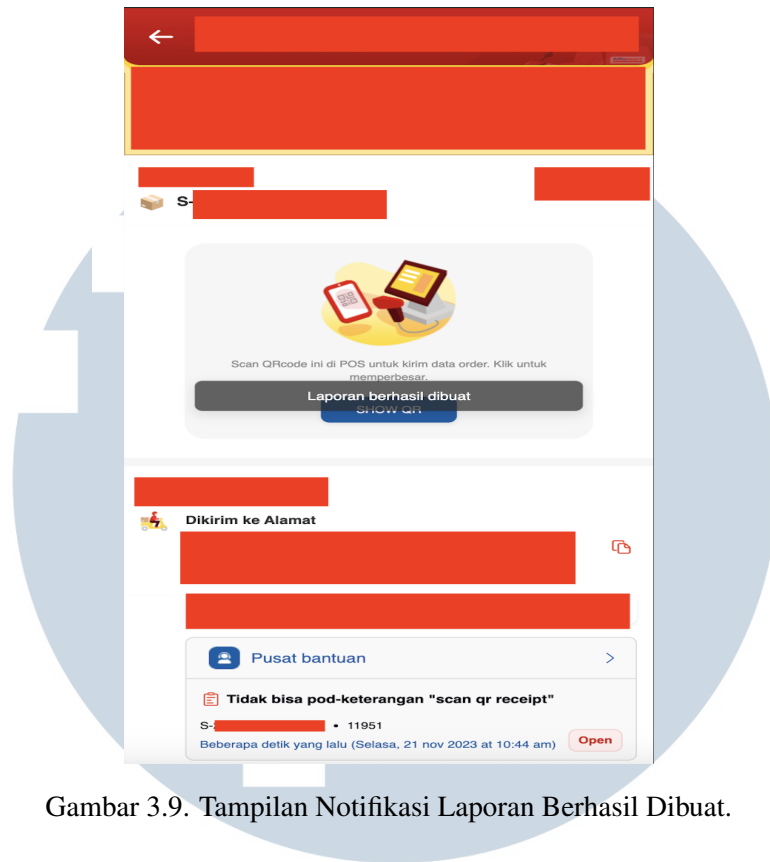 S-
Scan QRcode ini di POS untuk kirim data order. Klik untuk
memperbesar.
Laporan berhasil dibuat
SHOW QR
Dikirim ke Alamat
Pusat bantuan
Tidak bisa pod-keterangan "scan qr receipt"
S- • 11951
Beberapa detik yang lalu (Selasa, 21 nov 2023 at 10:44 am)
Open
Gambar 3.9. Tampilan Notifikasi Laporan Berhasil Dibuat.